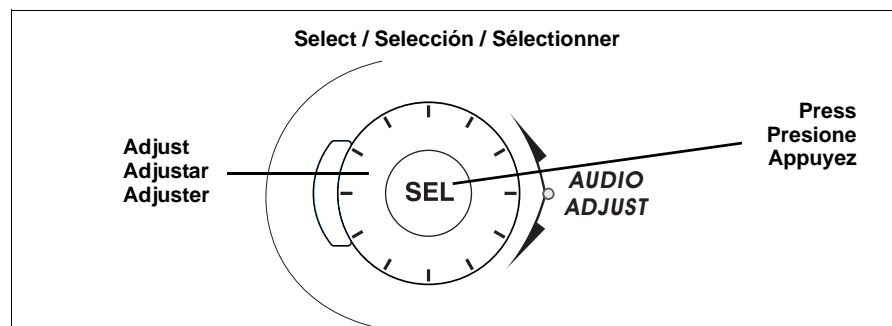 Select / Selección / Sélectionner
Adjust
Adjustar
Adjuster
SEL
AUDIO
ADJUST
Press
Presione
Appuyez